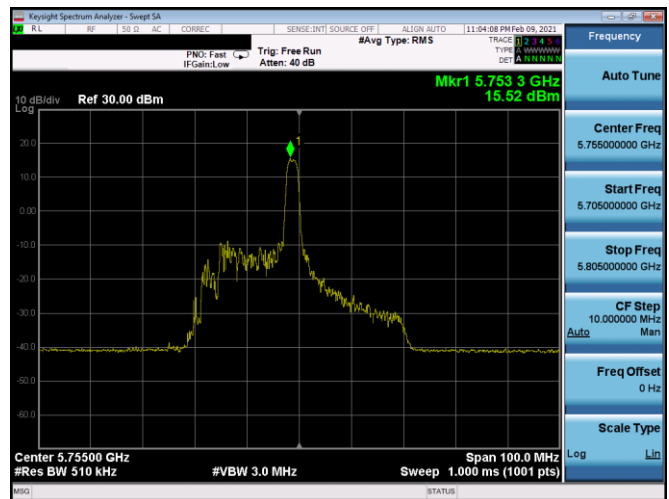 Keysight Spectrum Analyzer - Swept SA
RL RF 50 Ω AC CORREC SENSE:INT SOURCE OFF ALIGN AUTO 11:04:08 PM Feb 09, 2021
#Avg Type: RMS TRACE 1 2 3 4 5 6
PNO: Fast Trig: Free Run TYPE A WWWWW
IFGain:Low Atten: 40 dB DET A N N N N N
Mkr1 5.753 3 GHz
10 dB/div Ref 30.00 dBm 15.52 dBm
Log
1
20.0
10.0
0.00
-10.0
-20.0
-30.0
-40.0
-50.0
-60.0
Center 5.75500 GHz Span 100.0 MHz
#Res BW 510 kHz #VBW 3.0 MHz Sweep 1.000 ms (1001 pts)
MSG STATUS
Frequency
Auto Tune
Center Freq
5.755000000 GHz
Start Freq
5.705000000 GHz
Stop Freq
5.805000000 GHz
CF Step
10.000000 MHz
Auto Man
Freq Offset
0 Hz
Scale Type
Log Lin